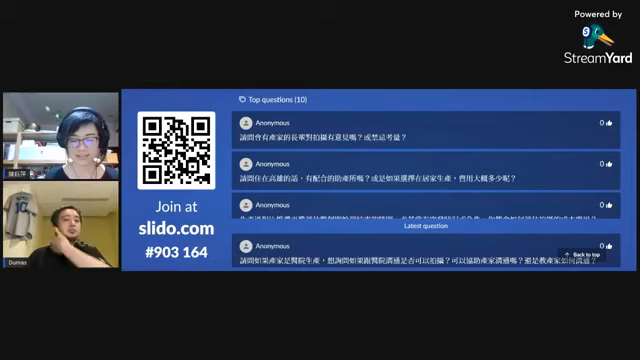 Powered by
StreamYard
Top questions (10)
Anonymous
0
請問會有產家的長輩對拍攝有意見嗎？或禁忌考量？
Anonymous
0
請問住在高雄的話，有配合的助產所嗎？或是如果選擇在居家生產，費用大概多少呢？
Anonymous
0
Latest question
Anonymous
0
Back to top
請問如果產家是醫院生產，想詢問如果跟醫院溝通是否可以拍攝？可以協助產家溝通嗎？還是教產家如何溝通？
Join at
slido.com
#903 164
Dumas